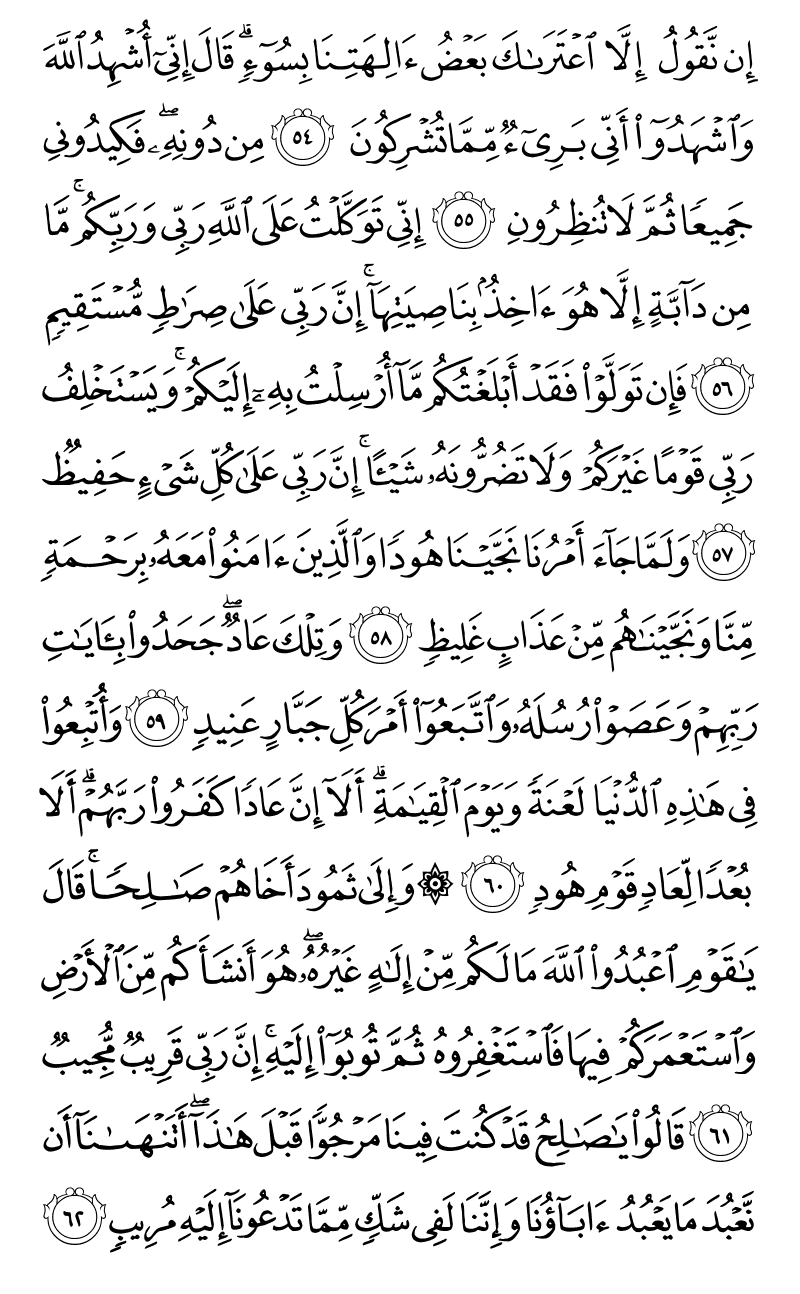 إِن نَّقُولُ إِلَّا ٱعۡتَرَىٰكَ بَعۡضُ ءَالِهَتِنَا بِسُوٓءٖۗ قَالَ إِنِّيٓ أُشۡهِدُ ٱللَّهَ
وَٱشۡهَدُوٓاْ أَنِّي بَرِيٓءٞ مِّمَّا تُشۡرِكُونَ ٥٤ مِن دُونِهِۦۖ فَكِيدُونِي
جَمِيعٗا ثُمَّ لَا تُنظِرُونِ ٥٥ إِنِّي تَوَكَّلۡتُ عَلَى ٱللَّهِ رَبِّي وَرَبِّكُمۚ مَّا
مِن دَآبَّةٍ إِلَّا هُوَ ءَاخِذُۢ بِنَاصِيَتِهَآۚ إِنَّ رَبِّي عَلَىٰ صِرَٰطٖ مُّسۡتَقِيمٖ
٥٦ فَإِن تَوَلَّوۡاْ فَقَدۡ أَبۡلَغۡتُكُم مَّآ أُرۡسِلۡتُ بِهِۦٓ إِلَيۡكُمۡۚ وَيَسۡتَخۡلِفُ
رَبِّي قَوۡمًا غَيۡرَكُمۡ وَلَا تَضُرُّونَهُۥ شَيۡـًٔاۚ إِنَّ رَبِّي عَلَىٰ كُلِّ شَيۡءٍ حَفِيظٞ
٥٧ وَلَمَّا جَآءَ أَمۡرُنَا نَجَّيۡنَا هُودٗا وَٱلَّذِينَ ءَامَنُواْ مَعَهُۥ بِرَحۡمَةٖ
مِّنَّا وَنَجَّيۡنَٰهُم مِّنۡ عَذَابٍ غَلِيظٖ ٥٨ وَتِلۡكَ عَادٞۖ جَحَدُواْ بِـَٔايَٰتِ
رَبِّهِمۡ وَعَصَوۡاْ رُسُلَهُۥ وَٱتَّبَعُوٓاْ أَمۡرَ كُلِّ جَبَّارٍ عَنِيدٖ ٥٩ وَأُتۡبِعُواْ
فِي هَٰذِهِ ٱلدُّنۡيَا لَعۡنَةٗ وَيَوۡمَ ٱلۡقِيَٰمَةِۗ أَلَآ إِنَّ عَادٗا كَفَرُواْ رَبَّهُمۡۗ أَلَا
بُعۡدٗا لِّعَادٖ قَوۡمِ هُودٖ ٦٠ ۞ وَإِلَىٰ ثَمُودَ أَخَاهُمۡ صَٰلِحٗاۚ قَالَ
يَٰقَوۡمِ ٱعۡبُدُواْ ٱللَّهَ مَا لَكُم مِّنۡ إِلَٰهٍ غَيۡرُهُۥۖ هُوَ أَنشَأَكُم مِّنَ ٱلۡأَرۡضِ
وَٱسۡتَعۡمَرَكُمۡ فِيهَا فَٱسۡتَغۡفِرُوهُ ثُمَّ تُوبُوٓاْ إِلَيۡهِۚ إِنَّ رَبِّي قَرِيبٞ مُّجِيبٞ
٦١ قَالُواْ يَٰصَٰلِحُ قَدۡ كُنتَ فِينَا مَرۡجُوّٗا قَبۡلَ هَٰذَآۖ أَتَنۡهَىٰنَآ أَن
نَّعۡبُدَ مَا يَعۡبُدُ ءَابَآؤُنَا وَإِنَّنَا لَفِي شَكّٖ مِّمَّا تَدۡعُونَآ إِلَيۡهِ مُرِيبٖ ٦٢